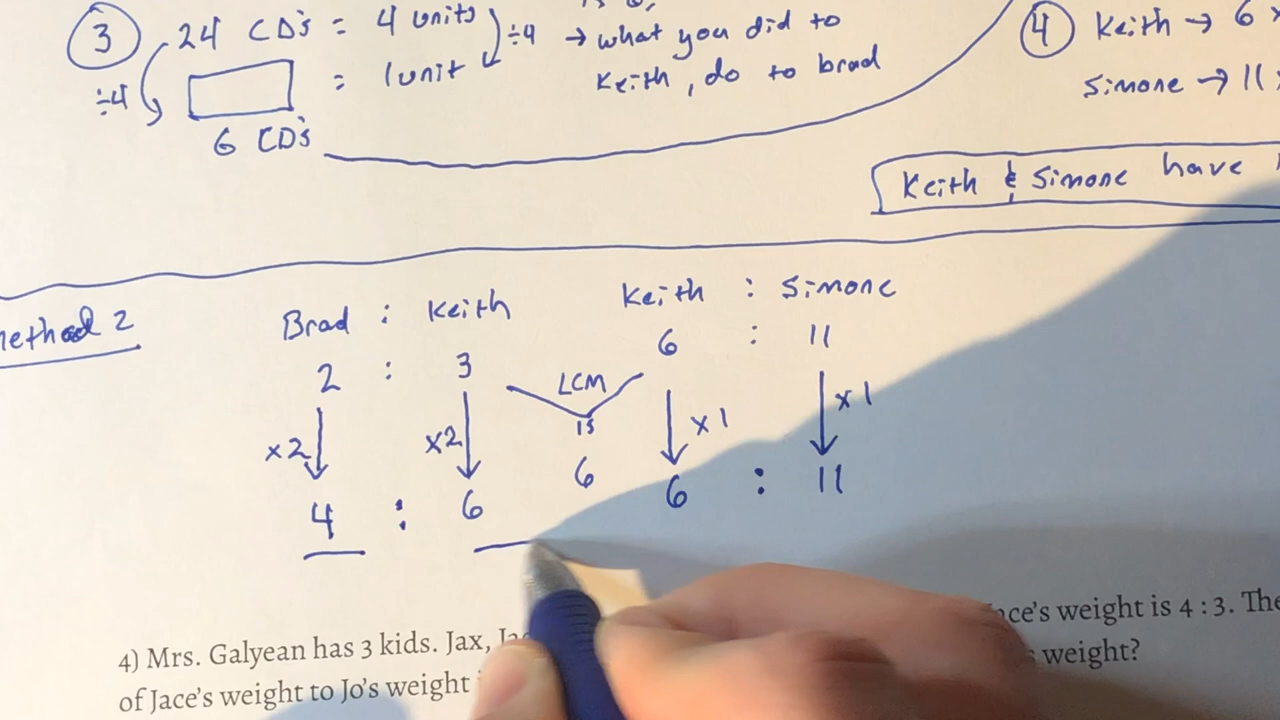 3 24 CD's = 4 units ÷4 → what you did to
÷4 = 1 unit Keith, do to brad
6 CD's
4 Keith → 6
Simone → 11
Keith & Simone have
method 2
Brad : Keith Keith : Simone
2 : 3 LCM 6 : 11
×2 ×2 is ×1 ×1
4 : 6 6 6 : 11
4) Mrs. Galyean has 3 kids. Jax, weight is 4 : 3. The
of Jace's weight to Jo's weight weight?